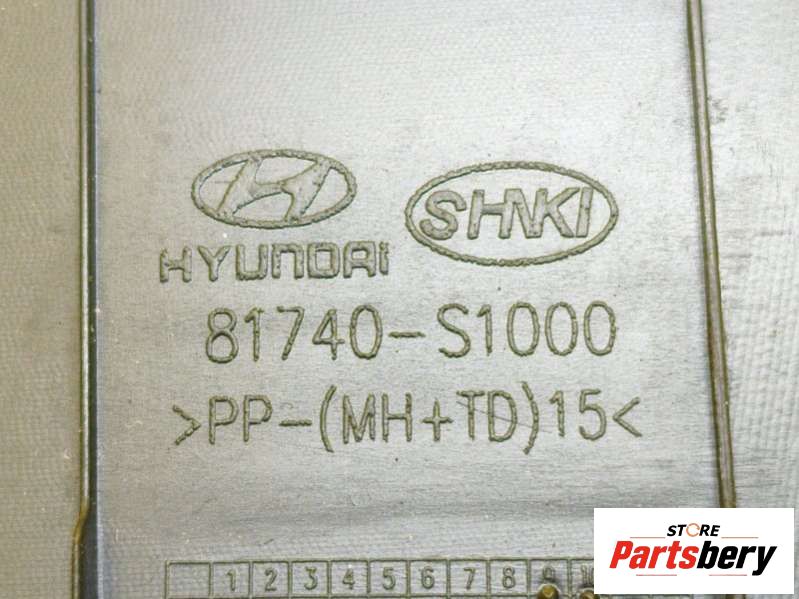 SHNKI
HYUNDAI
81740-S1000
>PP-(MH+TD)15<
1 2 3 4 5 6 7 8 9
STORE
Partsbery